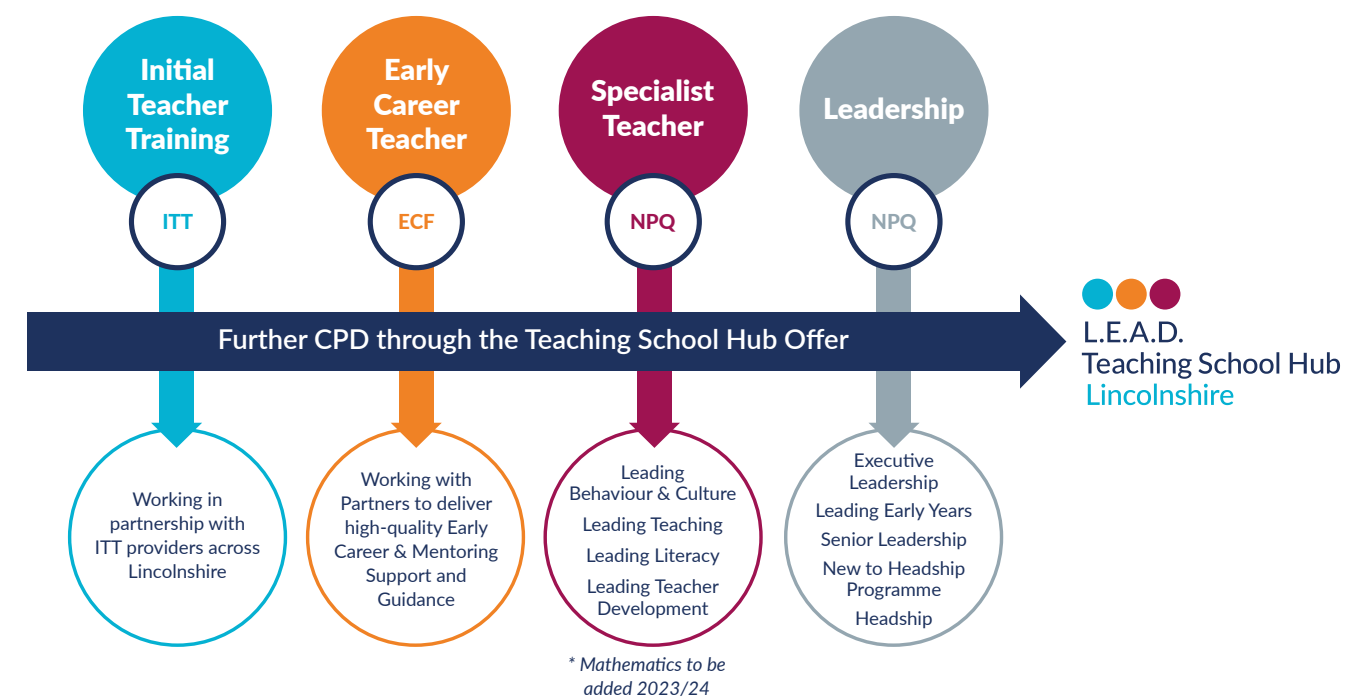 Initial
Teacher
Training
ITT
Early
Career
Teacher
ECF
Specialist
Teacher
NPQ
Leadership
NPQ
Further CPD through the Teaching School Hub Offer
L.E.A.D.
Teaching School Hub
Lincolnshire
Working in
partnership with
ITT providers across
Lincolnshire
Working with
Partners to deliver
high-quality Early
Career & Mentoring
Support and
Guidance
Leading
Behaviour & Culture
Leading Teaching
Leading Literacy
Leading Teacher
Development
* Mathematics to be
added 2023/24
Executive
Leadership
Leading Early Years
Senior Leadership
New to Headship
Programme
Headship